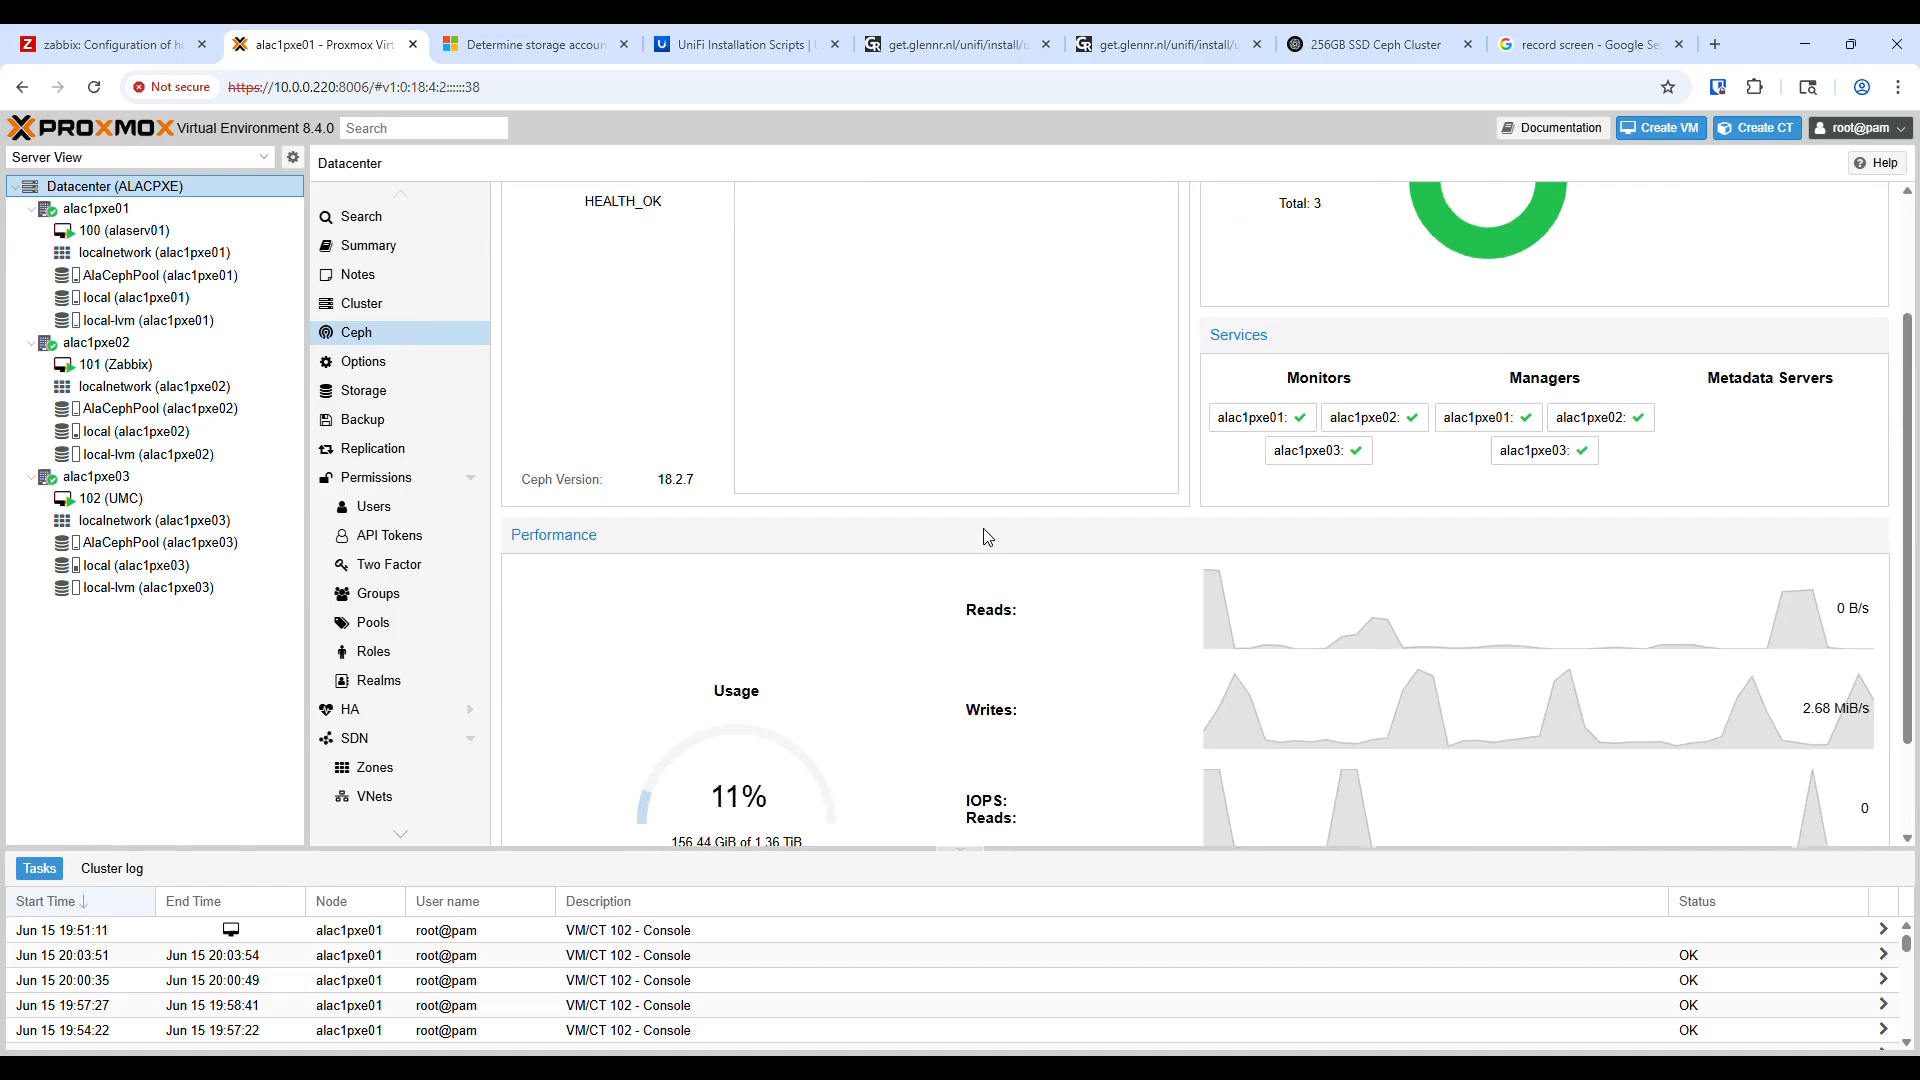 zabbix: Configuration of h
alac1pxe01 - Proxmox Virt
Determine storage accoun
UniFi Installation Scripts |
get.glennr.nl/unifi/install/u
get.glennr.nl/unifi/install/u
256GB SSD Ceph Cluster
record screen - Google Se
Not secure
https://10.0.0.220:8006/#v1:0:18:4:2::::::38
PROXMOX Virtual Environment 8.4.0
Search
Documentation
Create VM
Create CT
root@pam
Server View
Datacenter
Help
Datacenter (ALACPXE)
alac1pxe01
100 (alaserv01)
localnetwork (alac1pxe01)
AlaCephPool (alac1pxe01)
local (alac1pxe01)
local-lvm (alac1pxe01)
alac1pxe02
101 (Zabbix)
localnetwork (alac1pxe02)
AlaCephPool (alac1pxe02)
local (alac1pxe02)
local-lvm (alac1pxe02)
alac1pxe03
102 (UMC)
localnetwork (alac1pxe03)
AlaCephPool (alac1pxe03)
local (alac1pxe03)
local-lvm (alac1pxe03)
Search
Summary
Notes
Cluster
Ceph
Options
Storage
Backup
Replication
Permissions
Users
API Tokens
Two Factor
Groups
Pools
Roles
Realms
HA
SDN
Zones
VNets
HEALTH_OK
Ceph Version: 18.2.7
Total: 3
Services
Monitors Managers Metadata Servers
alac1pxe01: alac1pxe02: alac1pxe01: alac1pxe02:
alac1pxe03: alac1pxe03:
Performance
Usage
11%
156.44 GiB of 1.36 TiB
Reads: 0 B/s
Writes: 2.68 MiB/s
IOPS:
Reads: 0
Tasks Cluster log
Start Time End Time Node User name Description Status
Jun 15 19:51:11 alac1pxe01 root@pam VM/CT 102 - Console
Jun 15 20:03:51 Jun 15 20:03:54 alac1pxe01 root@pam VM/CT 102 - Console OK
Jun 15 20:00:35 Jun 15 20:00:49 alac1pxe01 root@pam VM/CT 102 - Console OK
Jun 15 19:57:27 Jun 15 19:58:41 alac1pxe01 root@pam VM/CT 102 - Console OK
Jun 15 19:54:22 Jun 15 19:57:22 alac1pxe01 root@pam VM/CT 102 - Console OK